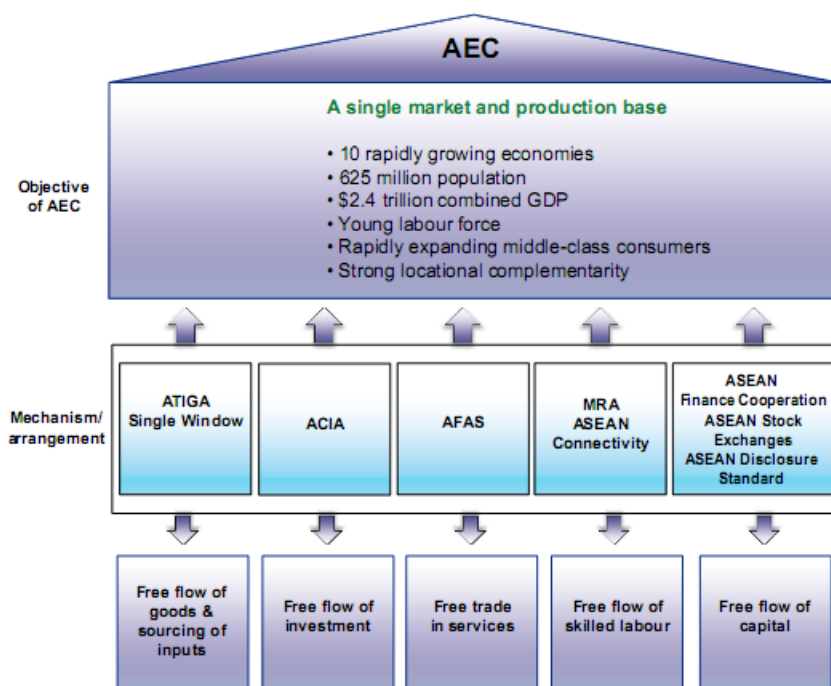 AEC
A single market and production base
• 10 rapidly growing economies
• 625 million population
• $2.4 trillion combined GDP
• Young labour force
• Rapidly expanding middle-class consumers
• Strong locational complementarity
Objective
of AEC
Mechanism/
arrangement
ATIGA
Single Window
ACIA
AFAS
MRA
ASEAN
Connectivity
ASEAN
Finance Cooperation
ASEAN Stock
Exchanges
ASEAN Disclosure
Standard
Free flow of
goods &
sourcing of
inputs
Free flow of
investment
Free trade
in services
Free flow of
skilled labour
Free flow of
capital